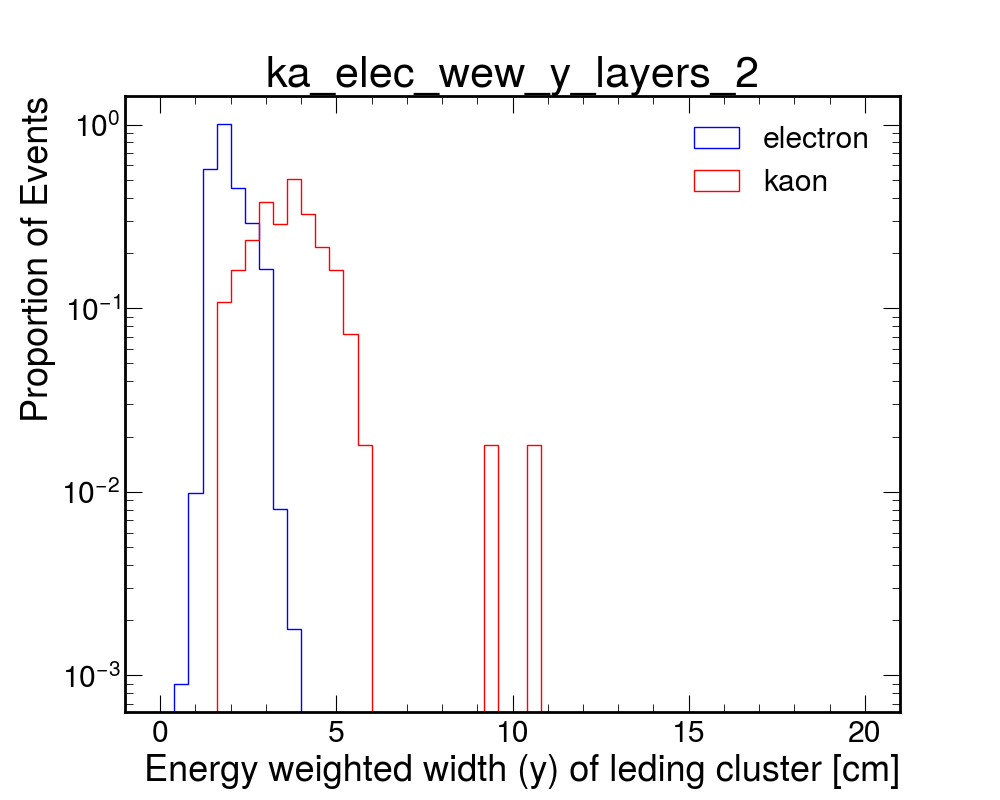 ka_elec_wew_y_layers_2
electron
kaon
Proportion of Events
10⁰
10⁻¹
10⁻²
10⁻³
0 5 10 15 20
Energy weighted width (y) of leding cluster [cm]